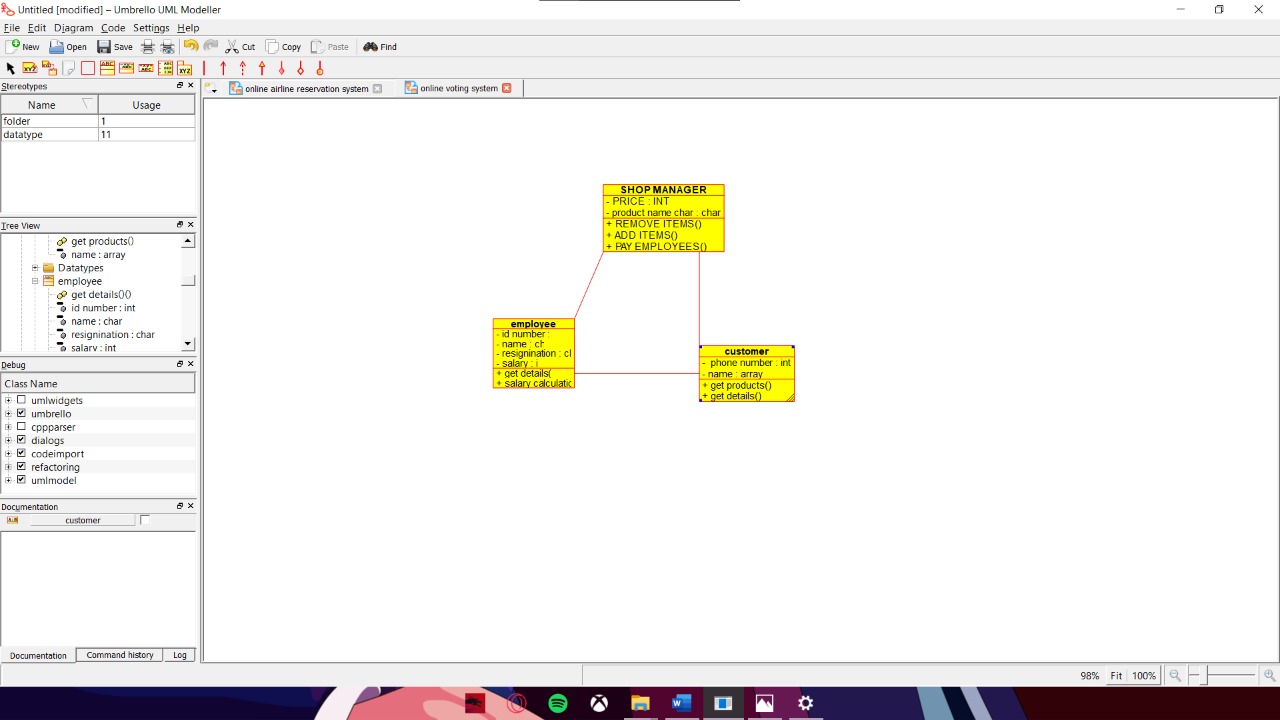 Untitled [modified] – Umbrello UML Modeller
File Edit Diagram Code Settings Help
New Open Save Cut Copy Paste Find
Stereotypes
Name Usage
folder 1
datatype 11
Tree View
get products()
name : array
Datatypes
employee
get details()()
id number : int
name : char
resignination : char
salary : int
Debug
Class Name
umlwidgets
umbrello
cppparser
dialogs
codeimport
refactoring
umlmodel
Documentation
customer
Documentation Command history Log
online airline reservation system online voting system
SHOP MANAGER
- PRICE : INT
- product name char : char
+ REMOVE ITEMS()
+ ADD ITEMS()
+ PAY EMPLOYEES()
employee
- id number :
- name : ch
- resignination : cl
- salary : i
+ get details(
+ salary calculatic
customer
- phone number : int
- name : array
+ get products()
+ get details()
98% Fit 100%